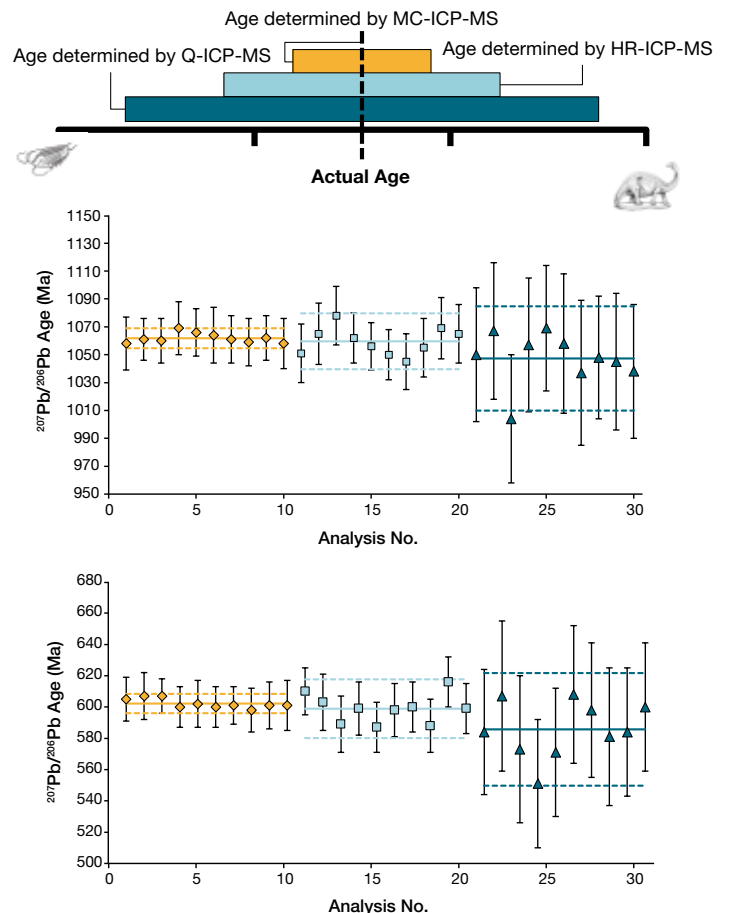 Age determined by MC-ICP-MS
Age determined by Q-ICP-MS
Age determined by HR-ICP-MS
Actual Age
²⁰⁷Pb/²⁰⁶Pb Age (Ma)
1150
1130
1110
1090
1070
1050
1030
1010
990
970
950
0 5 10 15 20 25 30
Analysis No.
²⁰⁷Pb/²⁰⁶Pb Age (Ma)
680
660
640
620
600
580
560
540
520
500
0 5 10 15 20 25 30
Analysis No.